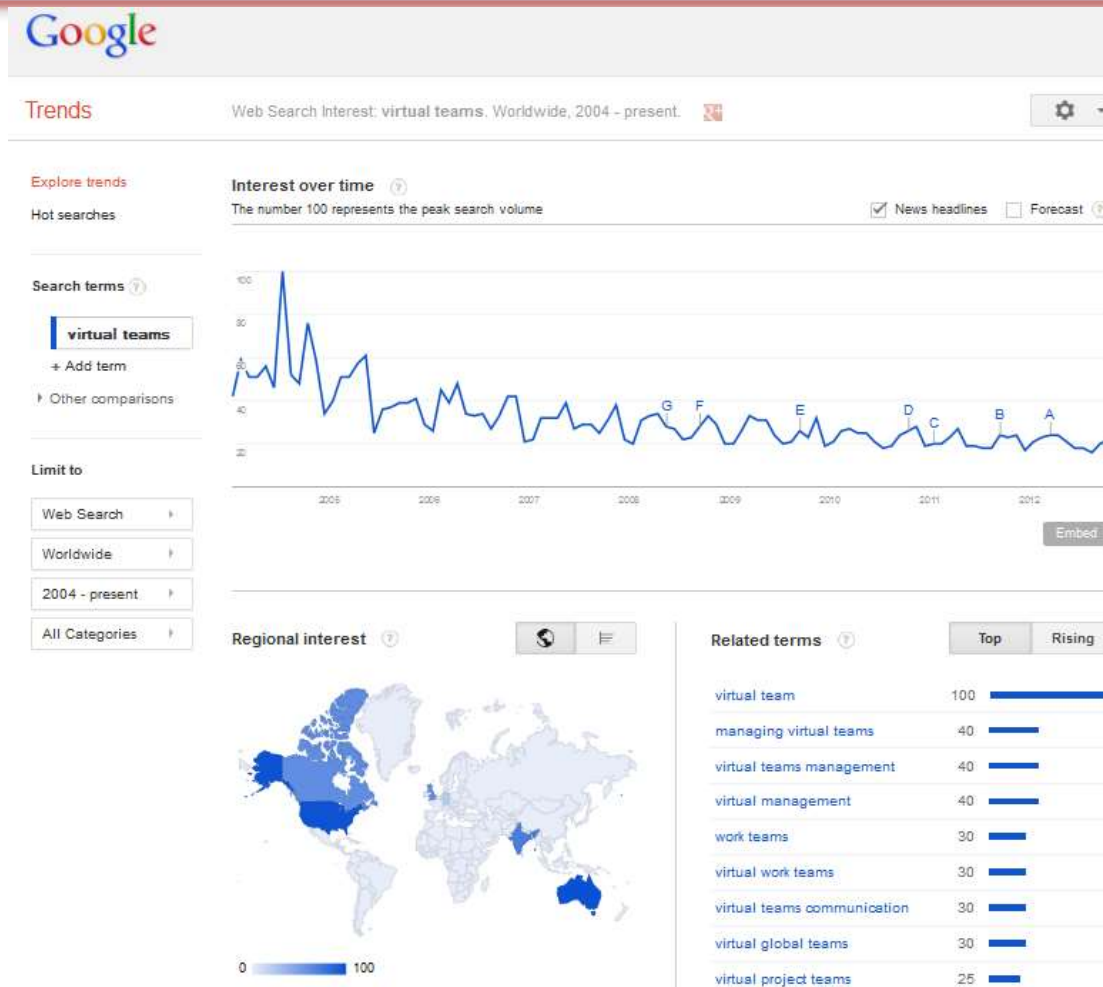 Google
Trends
Web Search Interest: virtual teams. Worldwide, 2004 - present.
Explore trends
Hot searches
Interest over time ?
The number 100 represents the peak search volume
News headlines
Forecast ?
Search terms ?
virtual teams
+ Add term
Other comparisons
100
80
60
40
20
G
F
E
D
C
B
A
2005
2006
2007
2008
2009
2010
2011
2012
Embed
Limit to
Web Search
Worldwide
2004 - present
All Categories
Regional interest ?
0 100
Related terms ?
Top Rising
virtual team 100
managing virtual teams 40
virtual teams management 40
virtual management 40
work teams 30
virtual work teams 30
virtual teams communication 30
virtual global teams 30
virtual project teams 25